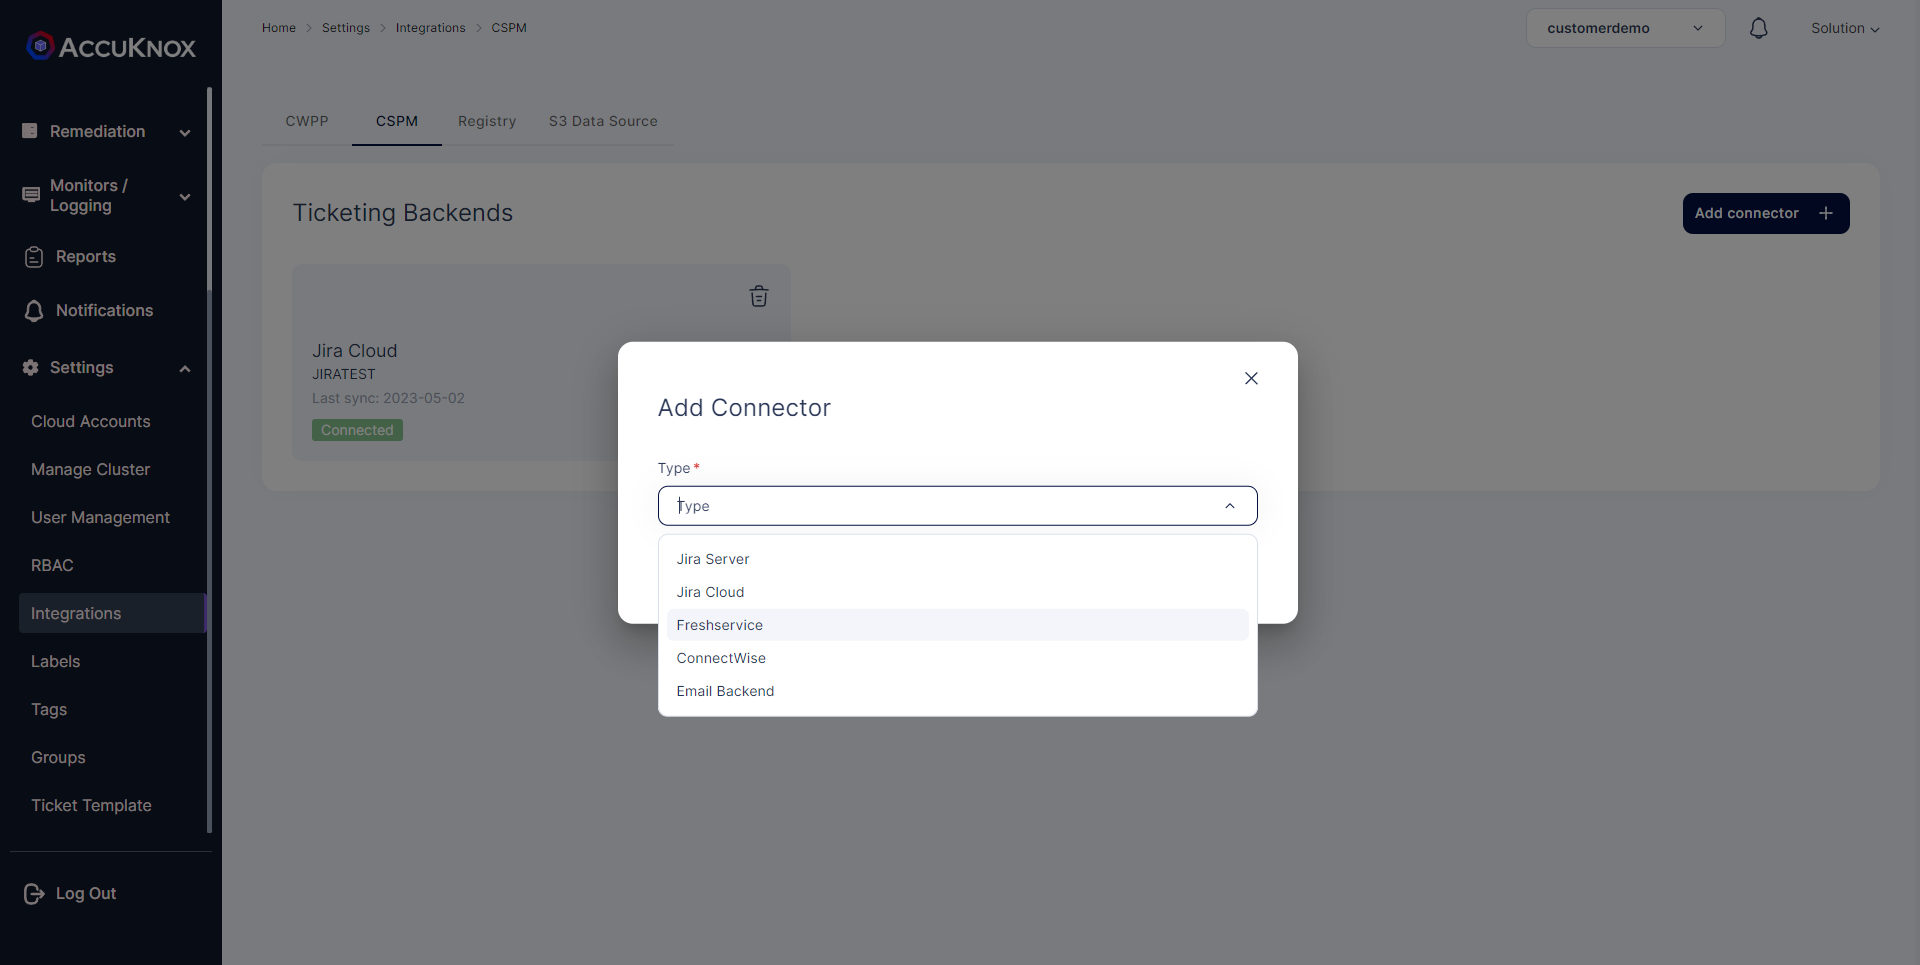 ACCUKNOX
Remediation
Monitors /
Logging
Reports
Notifications
Settings
Cloud Accounts
Manage Cluster
User Management
RBAC
Integrations
Labels
Tags
Groups
Ticket Template
Log Out
Home > Settings > Integrations > CSPM
customerdemo
Solution
CWPP CSPM Registry S3 Data Source
Ticketing Backends
Add connector +
Jira Cloud
JIRATEST
Last sync: 2023-05-02
Connected
Add Connector
Type*
Type
Jira Server
Jira Cloud
Freshservice
ConnectWise
Email Backend